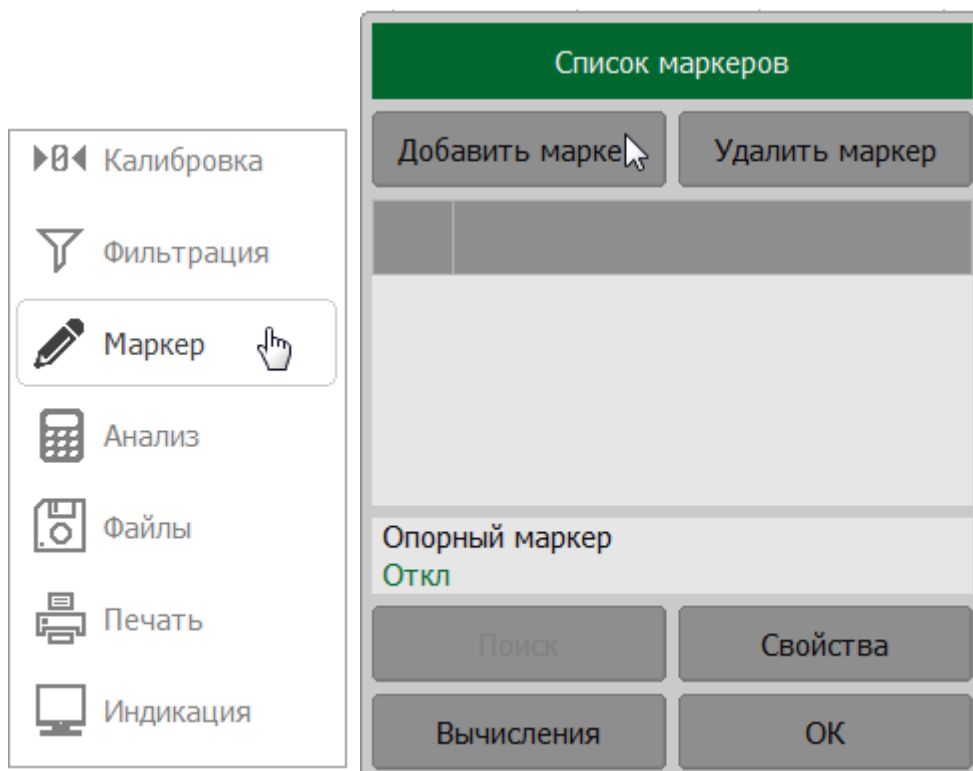 Калибровка
Фильтрация
Маркер
Анализ
Файлы
Печать
Индикация
Список маркеров
Добавить марке
Удалить маркер
Опорный маркер
Откл
Поиск
Свойства
Вычисления
ОК